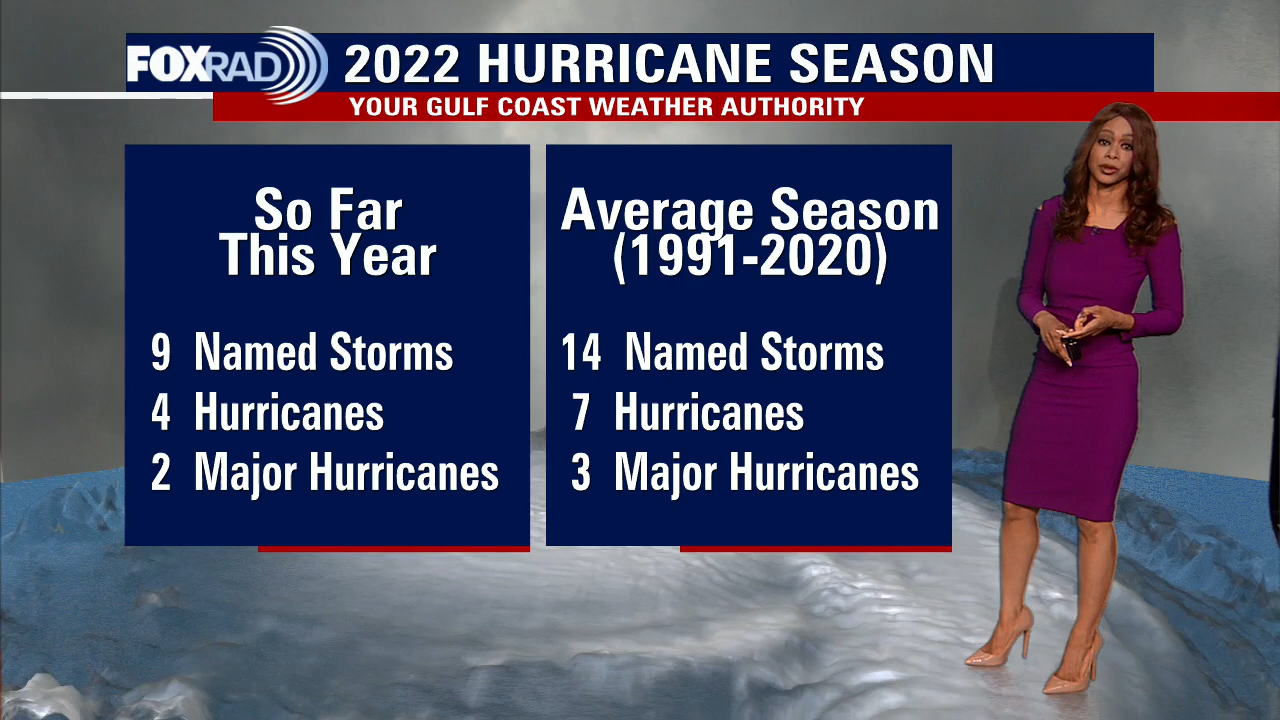 FOXRAD 2022 HURRICANE SEASON
YOUR GULF COAST WEATHER AUTHORITY
So Far
This Year
9 Named Storms
4 Hurricanes
2 Major Hurricanes
Average Season
(1991-2020)
14 Named Storms
7 Hurricanes
3 Major Hurricanes